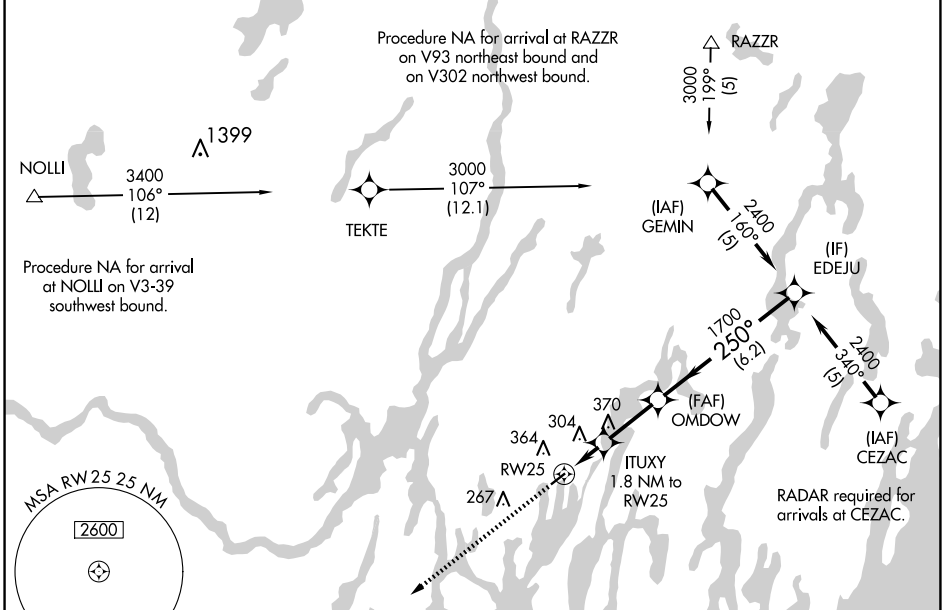 Procedure NA for arrival at RAZZR
on V93 northeast bound and
on V302 northwest bound.
RAZZR
3000
199°
(5)
1399
NOLLI
3400
106°
(12)
3000
107°
(12.1)
TEKTE
(IAF)
GEMIN
2400
160°
(5)
(IF)
EDEJU
Procedure NA for arrival
at NOLLI on V3-39
southwest bound.
1700
250°
(6.2)
2400
340°
(5)
(FAF)
OMDOW
370
304
364
RW25
267
ITUXY
1.8 NM to
RW25
(IAF)
CEZAC
RADAR required for
arrivals at CEZAC.
MSA RW25 25 NM
2600